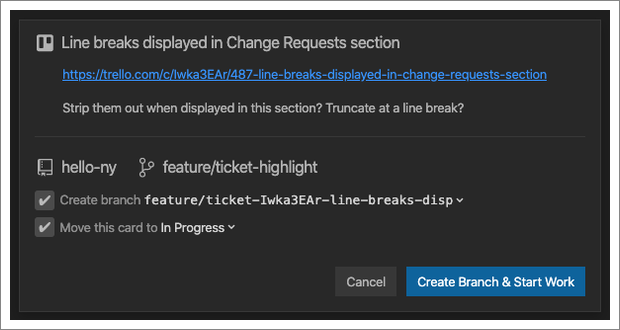 Line breaks displayed in Change Requests section
https://trello.com/c/Iwka3EAr/487-line-breaks-displayed-in-change-requests-section
Strip them out when displayed in this section? Truncate at a line break?
hello-ny feature/ticket-highlight
Create branch feature/ticket-Iwka3EAr-line-breaks-disp
Move this card to In Progress
Cancel Create Branch & Start Work